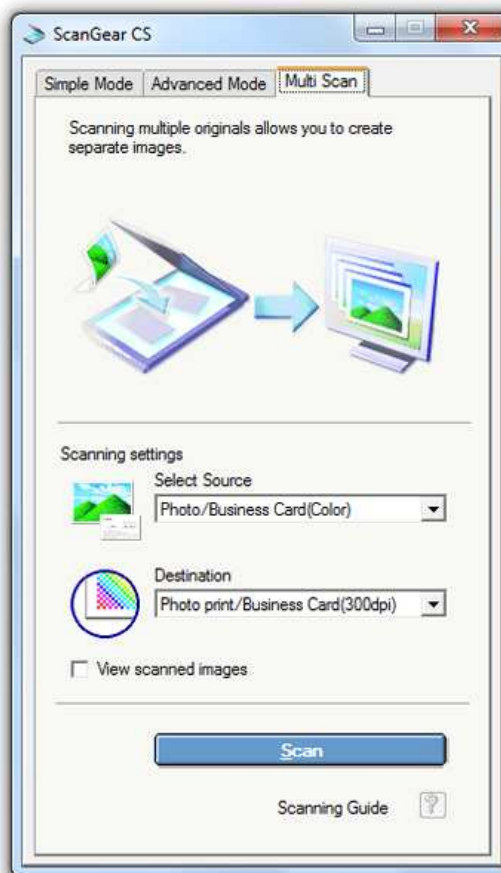 ScanGear CS
Simple Mode Advanced Mode Multi Scan
Scanning multiple originals allows you to create
separate images.
Scanning settings
Select Source
Photo/Business Card(Color)
Destination
Photo print/Business Card(300dpi)
View scanned images
Scan
Scanning Guide ?